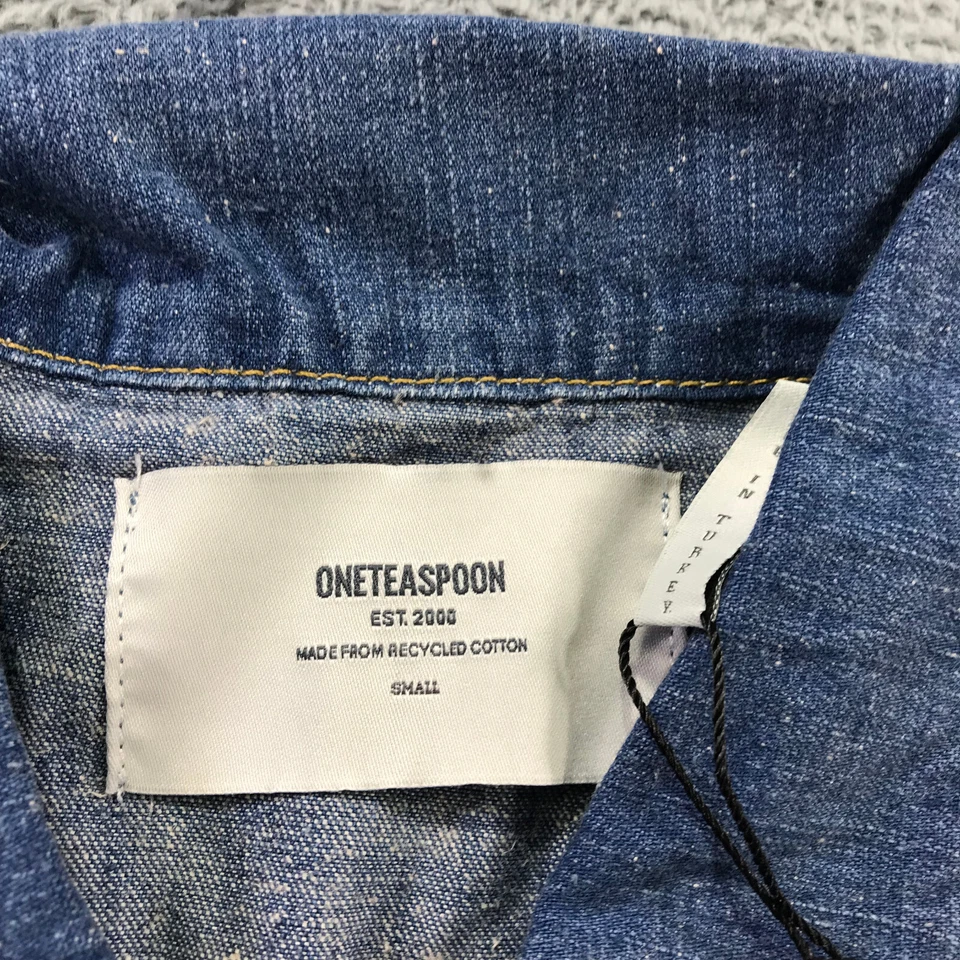 ONETEASPOON
EST. 2000
MADE FROM RECYCLED COTTON
SMALL
IN TURKEY